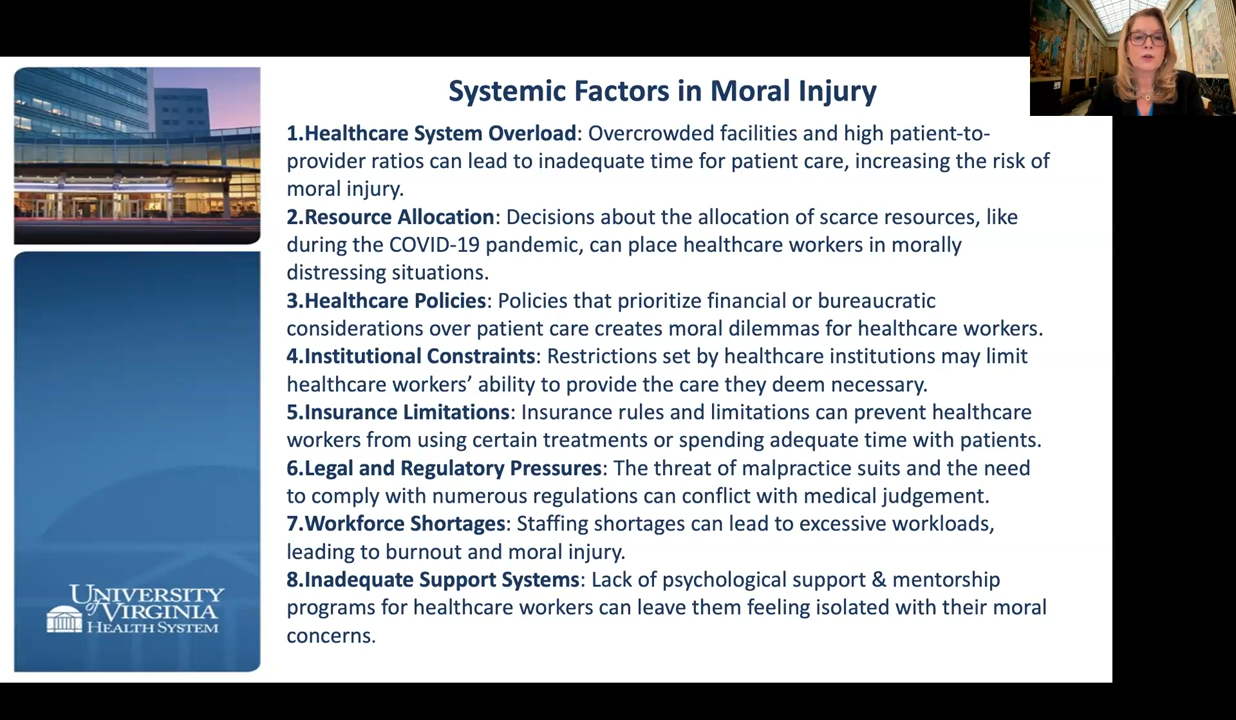 Systemic Factors in Moral Injury
1.Healthcare System Overload: Overcrowded facilities and high patient-to-
provider ratios can lead to inadequate time for patient care, increasing the risk of
moral injury.
2.Resource Allocation: Decisions about the allocation of scarce resources, like
during the COVID-19 pandemic, can place healthcare workers in morally
distressing situations.
3.Healthcare Policies: Policies that prioritize financial or bureaucratic
considerations over patient care creates moral dilemmas for healthcare workers.
4.Institutional Constraints: Restrictions set by healthcare institutions may limit
healthcare workers’ ability to provide the care they deem necessary.
5.Insurance Limitations: Insurance rules and limitations can prevent healthcare
workers from using certain treatments or spending adequate time with patients.
6.Legal and Regulatory Pressures: The threat of malpractice suits and the need
to comply with numerous regulations can conflict with medical judgement.
7.Workforce Shortages: Staffing shortages can lead to excessive workloads,
leading to burnout and moral injury.
8.Inadequate Support Systems: Lack of psychological support & mentorship
programs for healthcare workers can leave them feeling isolated with their moral
concerns.
UNIVERSITY
of VIRGINIA
HEALTH SYSTEM